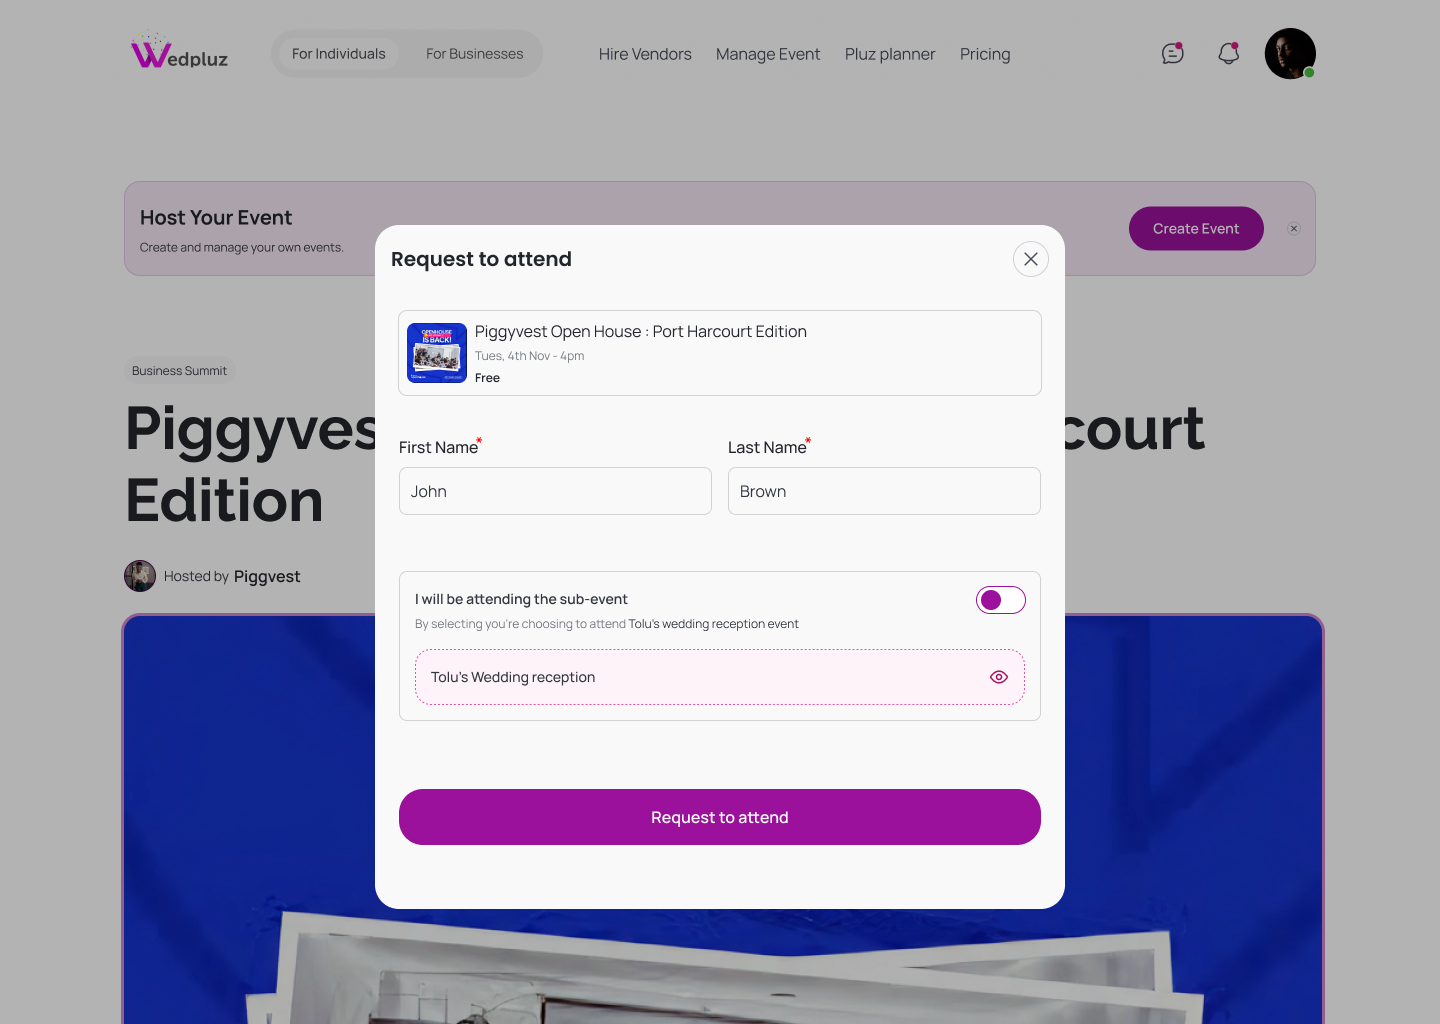 Wedpluz
For Individuals
For Businesses
Hire Vendors
Manage Event
Pluz planner
Pricing
Host Your Event
Create and manage your own events.
Create Event
Request to attend
OPENHOUSE
IS BACK!
Piggyvest Open House : Port Harcourt Edition
Tues, 4th Nov - 4pm
Free
Business Summit
Piggyves court
Edition
Hosted by Piggvest
First Name*
Last Name*
John
Brown
I will be attending the sub-event
By selecting you're choosing to attend Tolu's wedding reception event
Tolu's Wedding reception
Request to attend